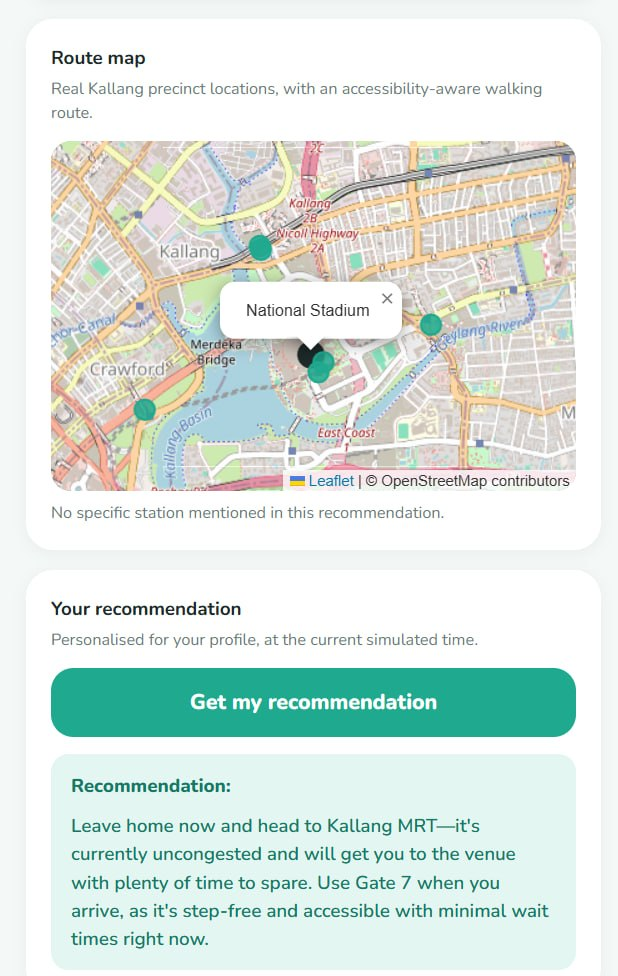 Route map
Real Kallang precinct locations, with an accessibility-aware walking
route.
2C
Kallang
2B
Nicoll Highway
2A
Kallang
National Stadium
×
Merdeka
Bridge
Geylang River
Crawford
Kallang Basin
East Coast
M
Leaflet | © OpenStreetMap contributors
No specific station mentioned in this recommendation.
Your recommendation
Personalised for your profile, at the current simulated time.
Get my recommendation
Recommendation:
Leave home now and head to Kallang MRT—it's
currently uncongested and will get you to the venue
with plenty of time to spare. Use Gate 7 when you
arrive, as it's step-free and accessible with minimal wait
times right now.